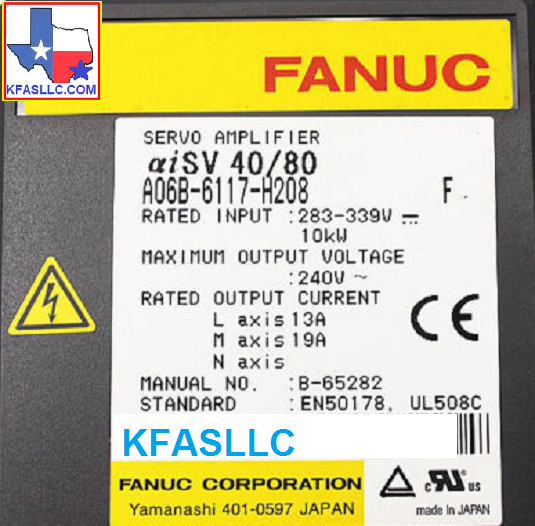 KFASLLC.COM
FANUC
SERVO AMPLIFIER
αiSV 40/80
A06B-6117-H208 F
RATED INPUT :283-339V ⎓
10kW
MAXIMUM OUTPUT VOLTAGE
:240V ~
RATED OUTPUT CURRENT
L axis 13A
M axis 19A
N axis
CE
MANUAL NO. :B-65282
STANDARD :EN50178, UL508C
KFASLLC
FANUC CORPORATION
Yamanashi 401-0597 JAPAN
c RU us
made in JAPAN